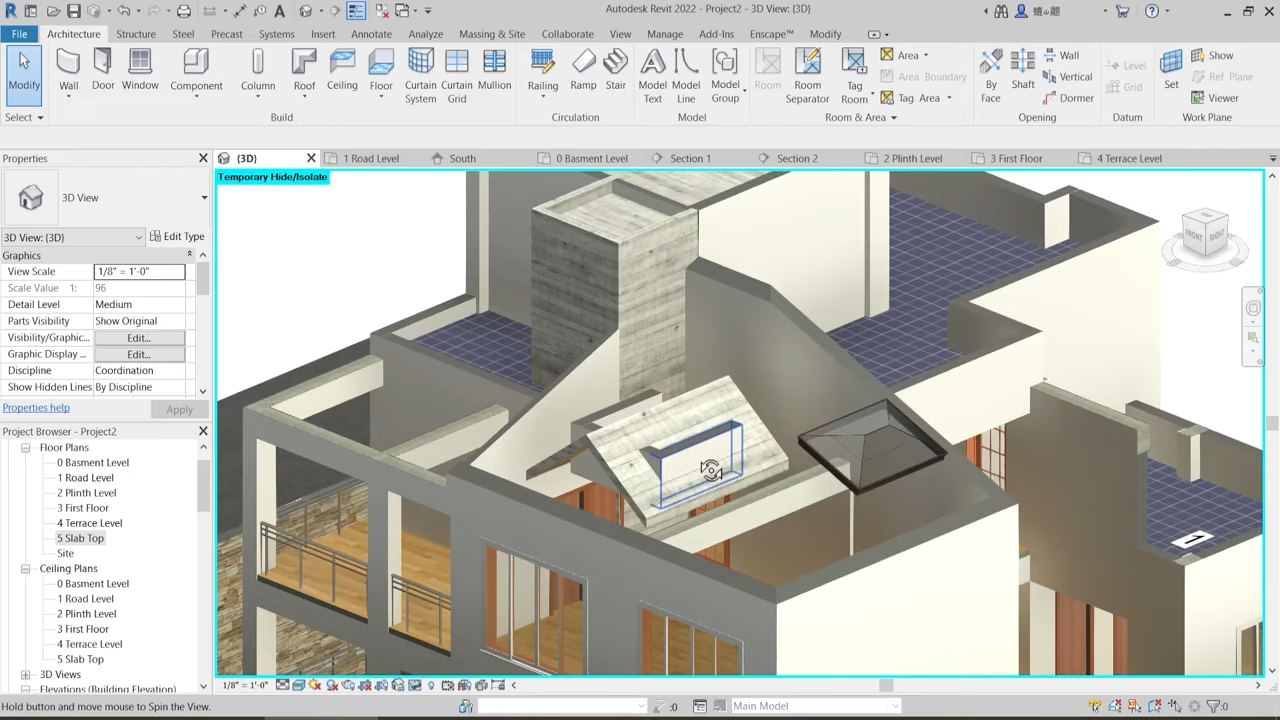 Autodesk Revit 2022 - Project2 - 3D View: {3D}
File Architecture Structure Steel Precast Systems Insert Annotate Analyze Massing & Site Collaborate View Manage Add-Ins Enscape™ Modify
Modify Wall Door Window Component Column Roof Ceiling Floor Curtain System Curtain Grid Mullion Railing Ramp Stair Model Text Model Line Model Group Room Room Separator Tag Room Area Area Boundary Tag Area By Face Shaft Wall Vertical Dormer Level Grid Set Show Ref Plane Viewer
Select Build Circulation Model Room & Area Opening Datum Work Plane
Properties
{3D} 1 Road Level South 0 Basment Level Section 1 Section 2 2 Plinth Level 3 First Floor 4 Terrace Level
Temporary Hide/Isolate
3D View
3D View: {3D} Edit Type
Graphics
View Scale 1/8" = 1'-0"
Scale Value 1: 96
Detail Level Medium
Parts Visibility Show Original
Visibility/Graphic... Edit...
Graphic Display ... Edit...
Discipline Coordination
Show Hidden Lines By Discipline
Properties help Apply
Project Browser - Project2
Floor Plans
0 Basment Level
1 Road Level
2 Plinth Level
3 First Floor
4 Terrace Level
5 Slab Top
Site
Ceiling Plans
0 Basment Level
1 Road Level
2 Plinth Level
3 First Floor
4 Terrace Level
5 Slab Top
3D Views
Elevations (Building Elevation)
TOP
FRONT RIGHT
1
1/8" = 1'-0"
Hold button and move mouse to Spin the View.
:0 Main Model :0